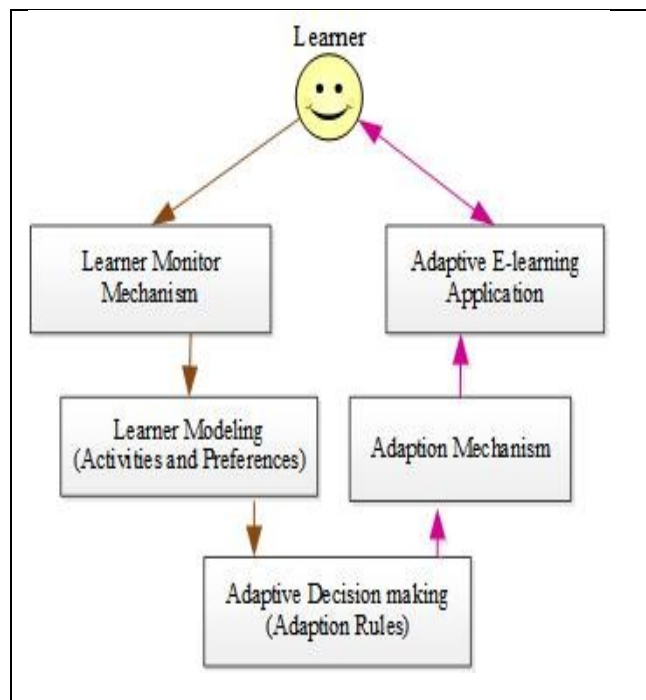 Learner
Learner Monitor
Mechanism
Adaptive E-learning
Application
Learner Modeling
(Activities and Preferences)
Adaption Mechanism
Adaptive Decision making
(Adaption Rules)